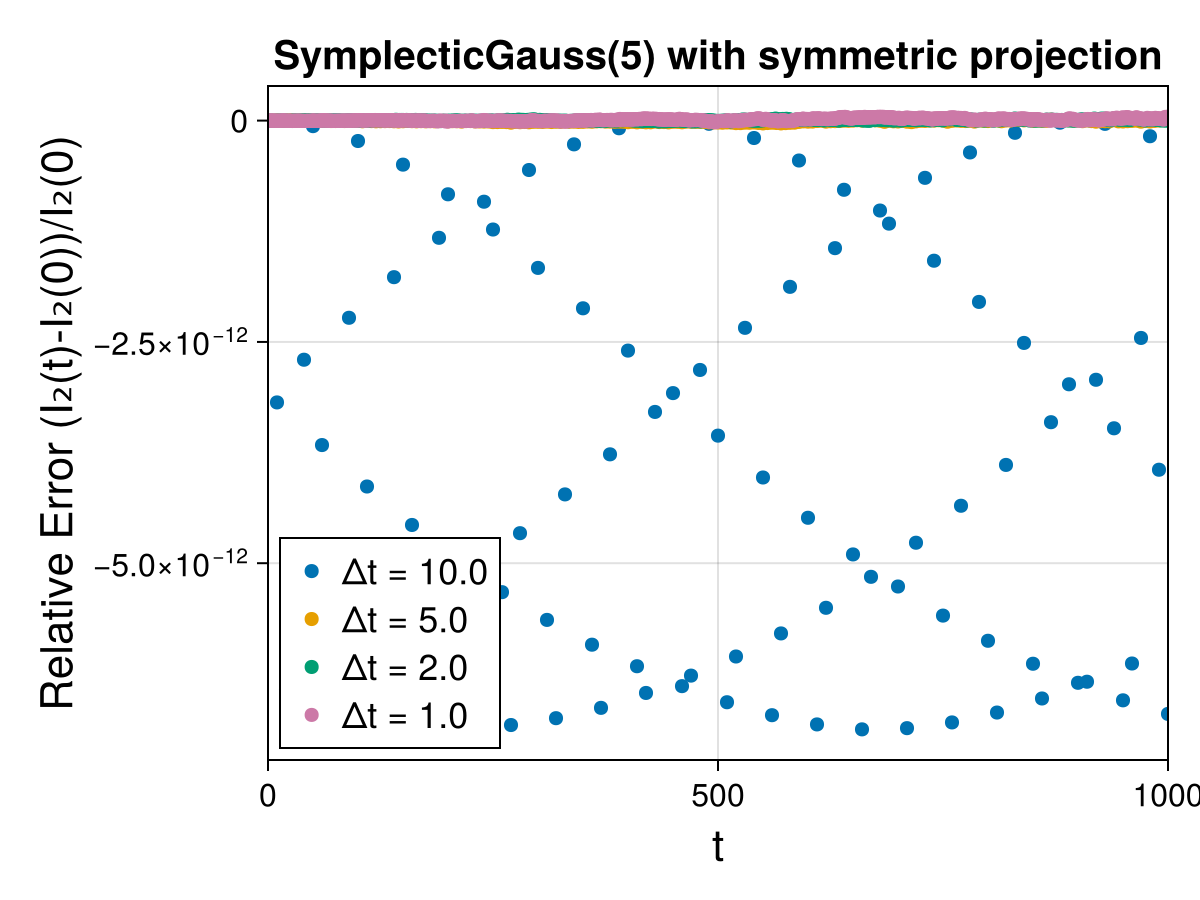 SymplecticGauss(5) with symmetric projection
Relative Error (I₂(t)-I₂(0))/I₂(0)
0
−2.5×10⁻¹²
−5.0×10⁻¹²
Δt = 10.0
Δt = 5.0
Δt = 2.0
Δt = 1.0
0 500 1000
t